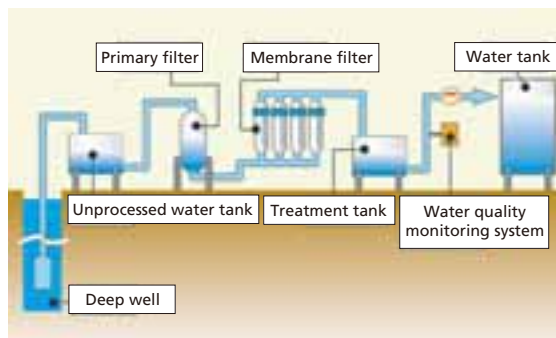 Primary filter
Membrane filter
Water tank
Unprocessed water tank
Treatment tank
Water quality
monitoring system
Deep well